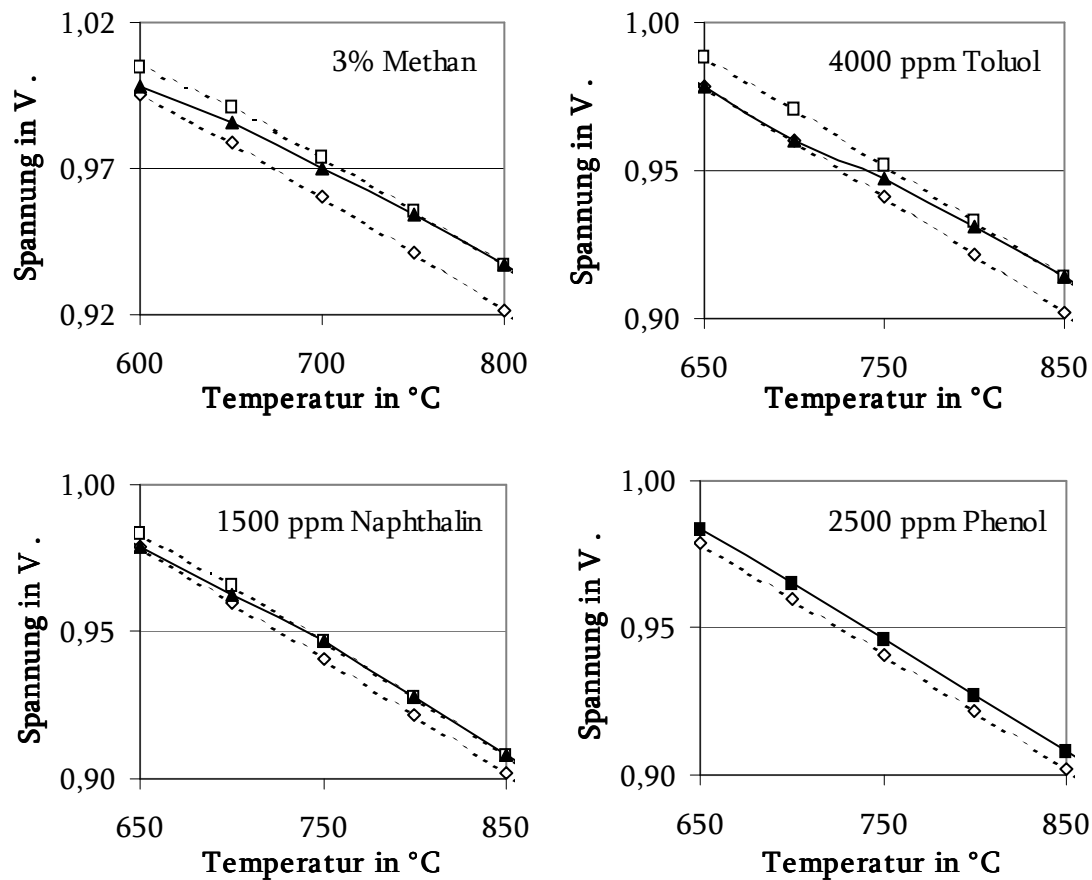 1,02
0,97
0,92
Spannung in V .
3% Methan
600 700 800
Temperatur in °C
1,00
0,95
0,90
Spannung in V .
4000 ppm Toluol
650 750 850
Temperatur in °C
1,00
0,95
0,90
Spannung in V .
1500 ppm Naphthalin
650 750 850
Temperatur in °C
1,00
0,95
0,90
Spannung in V .
2500 ppm Phenol
650 750 850
Temperatur in °C